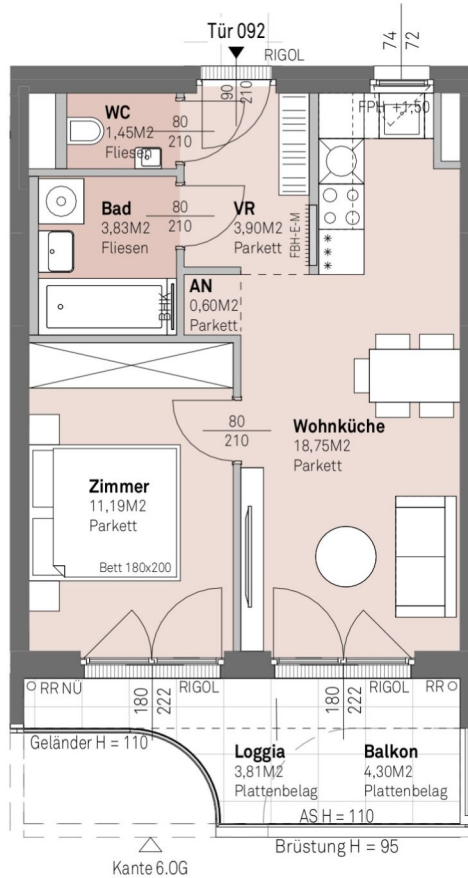 Tür 092
RIGOL
74
72
90
210
FPH +1,50
WC
1,45M2
Fliesen
80
210
Bad
3,83M2
Fliesen
80
210
VR
3,90M2
Parkett
FBH-E-M
BHK
AN
0,60M2
Parkett
80
210
Wohnküche
18,75M2
Parkett
Zimmer
11,19M2
Parkett
Bett 180x200
RR NÜ
180
222
RIGOL
180
222
RIGOL
RR
Geländer H = 110
Loggia
3,81M2
Plattenbelag
Balkon
4,30M2
Plattenbelag
AS H = 110
Brüstung H = 95
Kante 6.OG